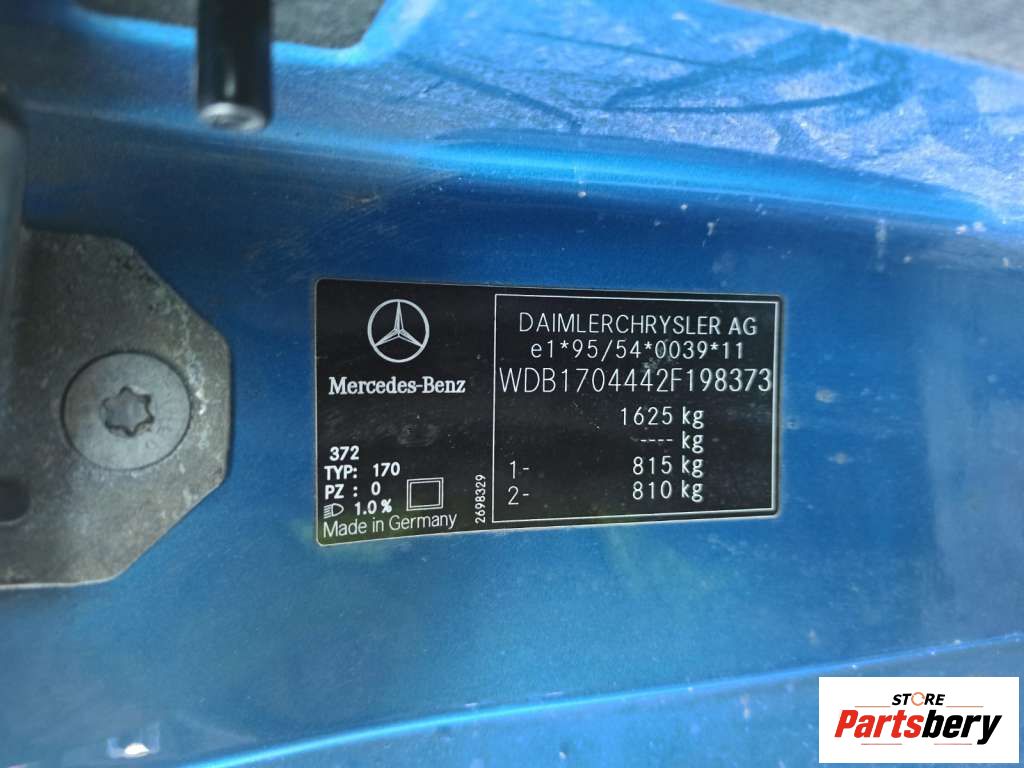 Mercedes-Benz
372
TYP: 170
PZ : 0
1.0%
Made in Germany
2698329
DAIMLERCHRYSLER AG
e1*95/54*0039*11
WDB1704442F198373
1625 kg
---- kg
1- 815 kg
2- 810 kg
STORE
Partsbery